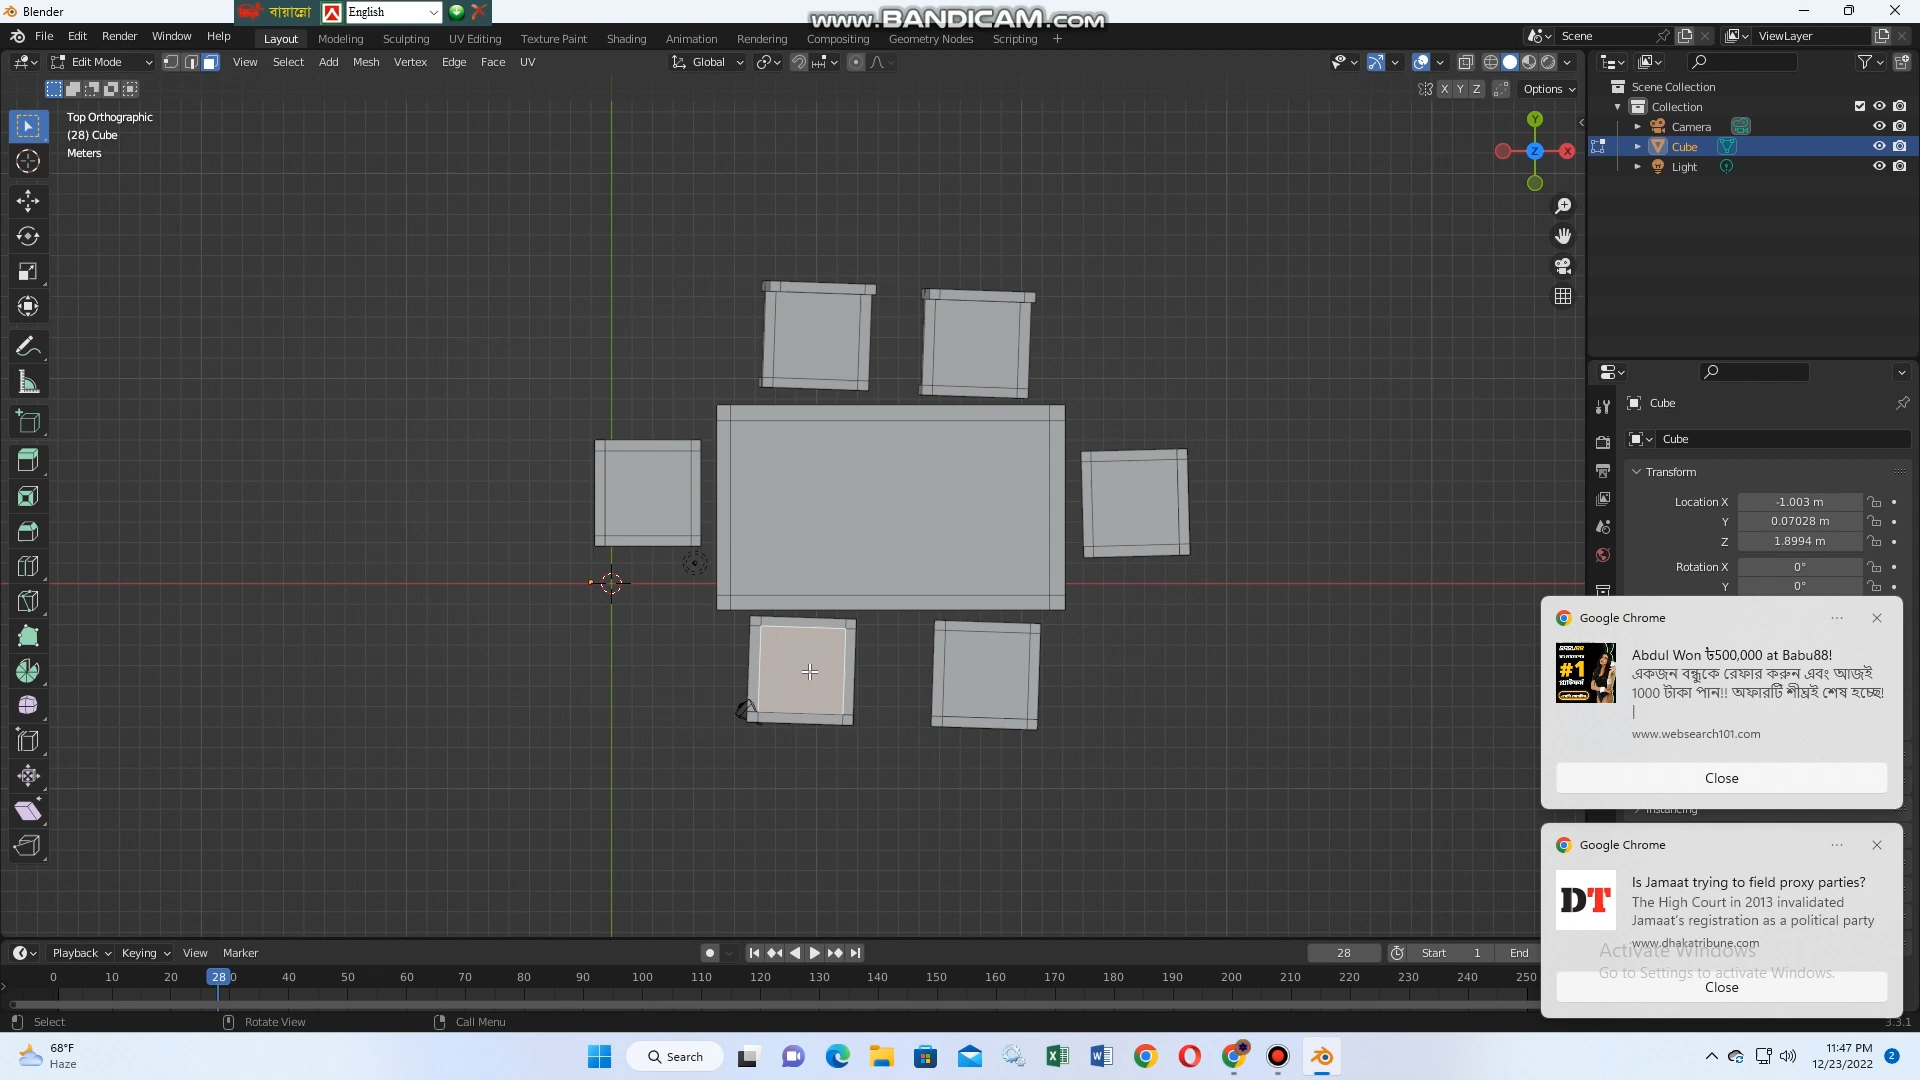 Blender
বায়ান্নো
English
www.BANDICAM.com
File Edit Render Window Help
Layout Modeling Sculpting UV Editing Texture Paint Shading Animation Rendering Compositing Geometry Nodes Scripting +
Scene
ViewLayer
Edit Mode
View Select Add Mesh Vertex Edge Face UV
Global
X Y Z
Options
Top Orthographic
(28) Cube
Meters
Y
Z
X
Scene Collection
Collection
Camera
Cube
Light
Cube
Cube
Transform
Location X -1.003 m
Y 0.07028 m
Z 1.8994 m
Rotation X 0°
Y 0°
Google Chrome
Abdul Won ৳500,000 at Babu88!
একজন বন্ধুকে রেফার করুন এবং আজই
1000 টাকা পান!! অফারটি শীঘ্রই শেষ হচ্ছে!
|
www.websearch101.com
Close
Instancing
Google Chrome
DT
Is Jamaat trying to field proxy parties?
The High Court in 2013 invalidated
Jamaat's registration as a political party
www.dhakatribune.com
Activate Windows
Go to Settings to activate Windows.
Close
Playback Keying View Marker
28
Start 1
End
0 10 20 28 40 50 60 70 80 90 100 110 120 130 140 150 160 170 180 190 200 210 220 230 240 250
Select
Rotate View
Call Menu
3.3.1
68°F
Haze
Search
11:47 PM
12/23/2022
2